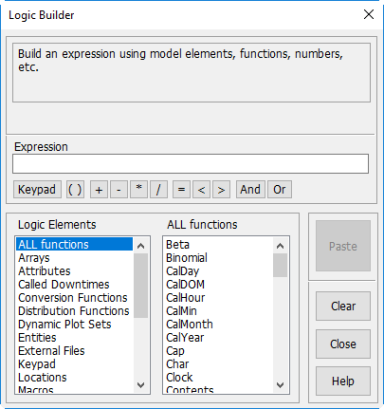 Logic Builder
Build an expression using model elements, functions, numbers,
etc.
Expression
Keypad ( ) + - * / = < > And Or
Logic Elements
ALL functions
Arrays
Attributes
Called Downtimes
Conversion Functions
Distribution Functions
Dynamic Plot Sets
Entities
External Files
Keypad
Locations
Macros
ALL functions
Beta
Binomial
CalDay
CalDOM
CalHour
CalMin
CalMonth
CalYear
Cap
Char
Clock
Contents
Paste
Clear
Close
Help